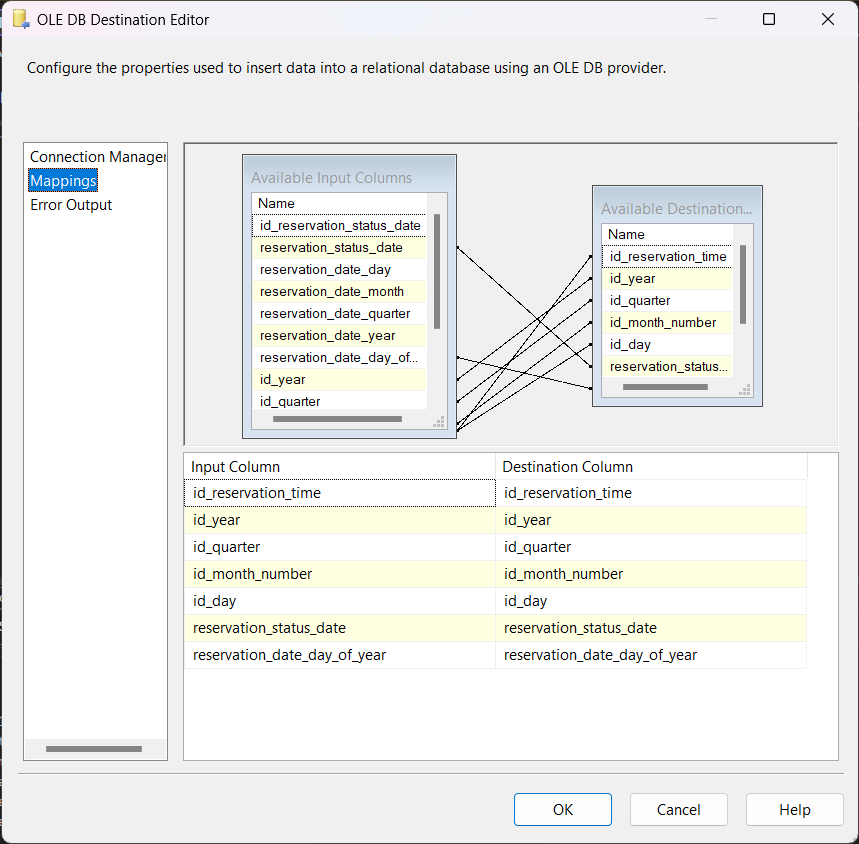 OLE DB Destination Editor
Configure the properties used to insert data into a relational database using an OLE DB provider.
Connection Manager
Mappings
Error Output
Available Input Columns
Name
id_reservation_status_date
reservation_status_date
reservation_date_day
reservation_date_month
reservation_date_quarter
reservation_date_year
reservation_date_day_of...
id_year
id_quarter
Available Destination...
Name
id_reservation_time
id_year
id_quarter
id_month_number
id_day
reservation_status...
Input Column Destination Column
id_reservation_time id_reservation_time
id_year id_year
id_quarter id_quarter
id_month_number id_month_number
id_day id_day
reservation_status_date reservation_status_date
reservation_date_day_of_year reservation_date_day_of_year
OK Cancel Help